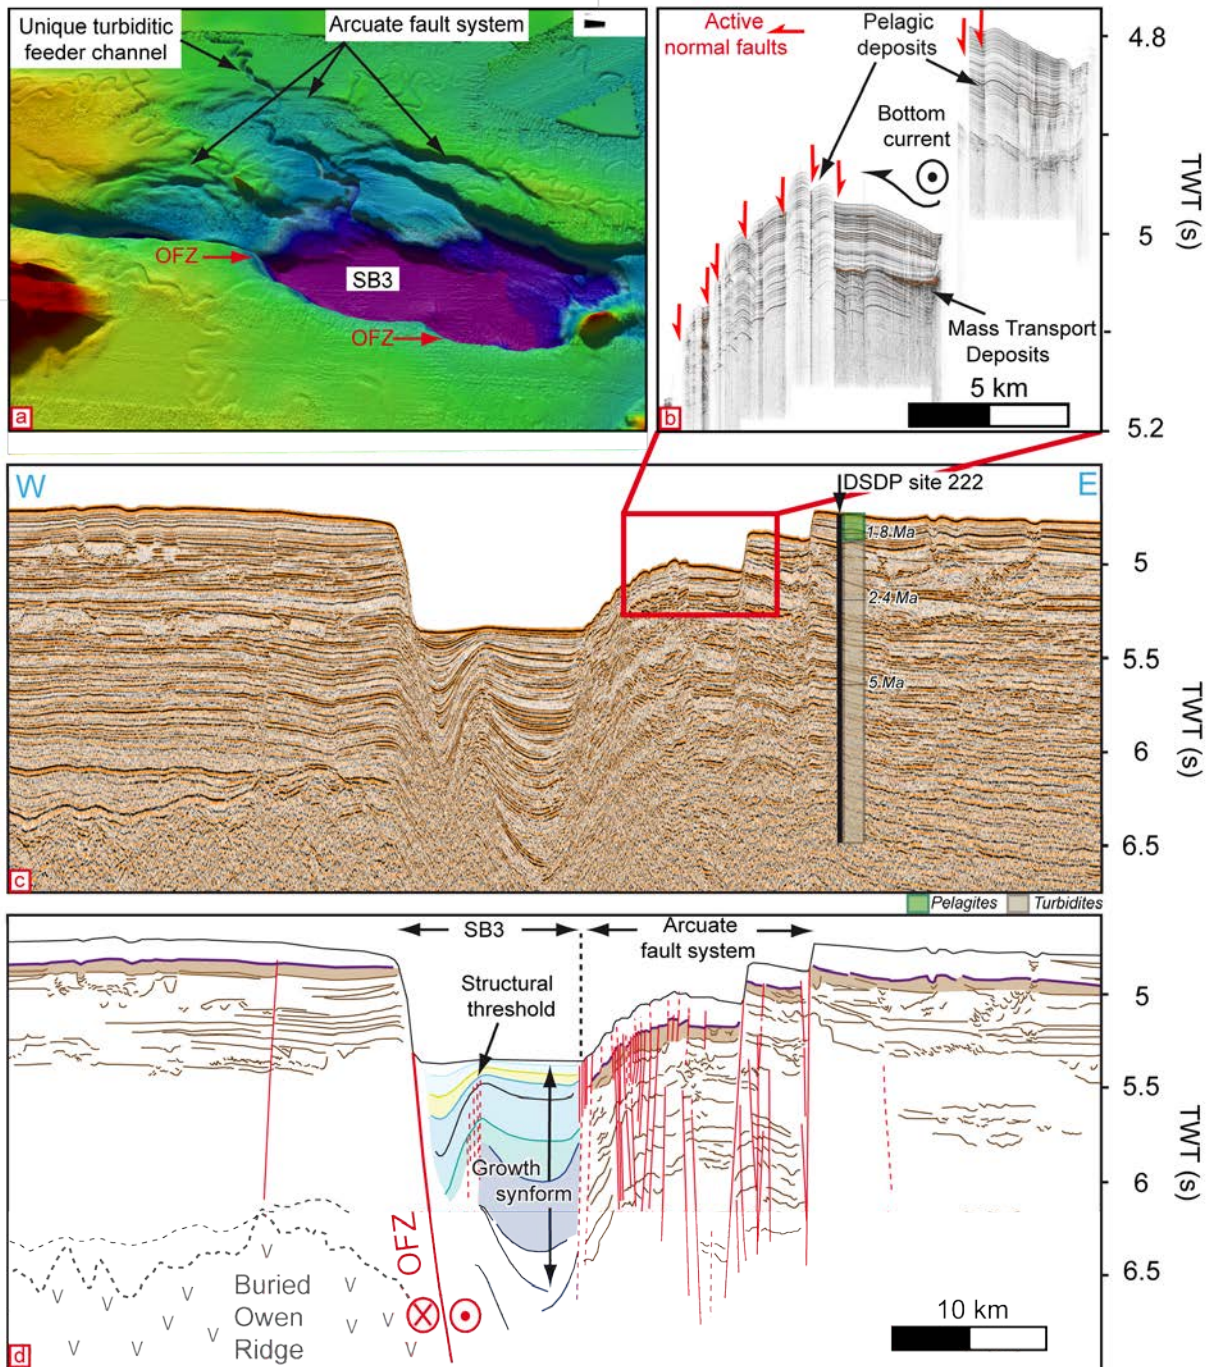 Unique turbiditic
feeder channel
Arcuate fault system
OFZ
SB3
OFZ
a
Active
normal faults
Pelagic
deposits
Bottom
current
Mass Transport
Deposits
5 km
b
4.8
5
5.2
TWT (s)
W
DSDP site 222
E
1.8 Ma
2.4 Ma
5 Ma
5
5.5
6
6.5
TWT (s)
c
Pelagites
Turbidites
SB3
Arcuate
fault system
Structural
threshold
Growth
synform
OFZ
Buried
Owen
Ridge
V
V
V
V
V
V
V
V
V
V
V
10 km
5
5.5
6
6.5
TWT (s)
d